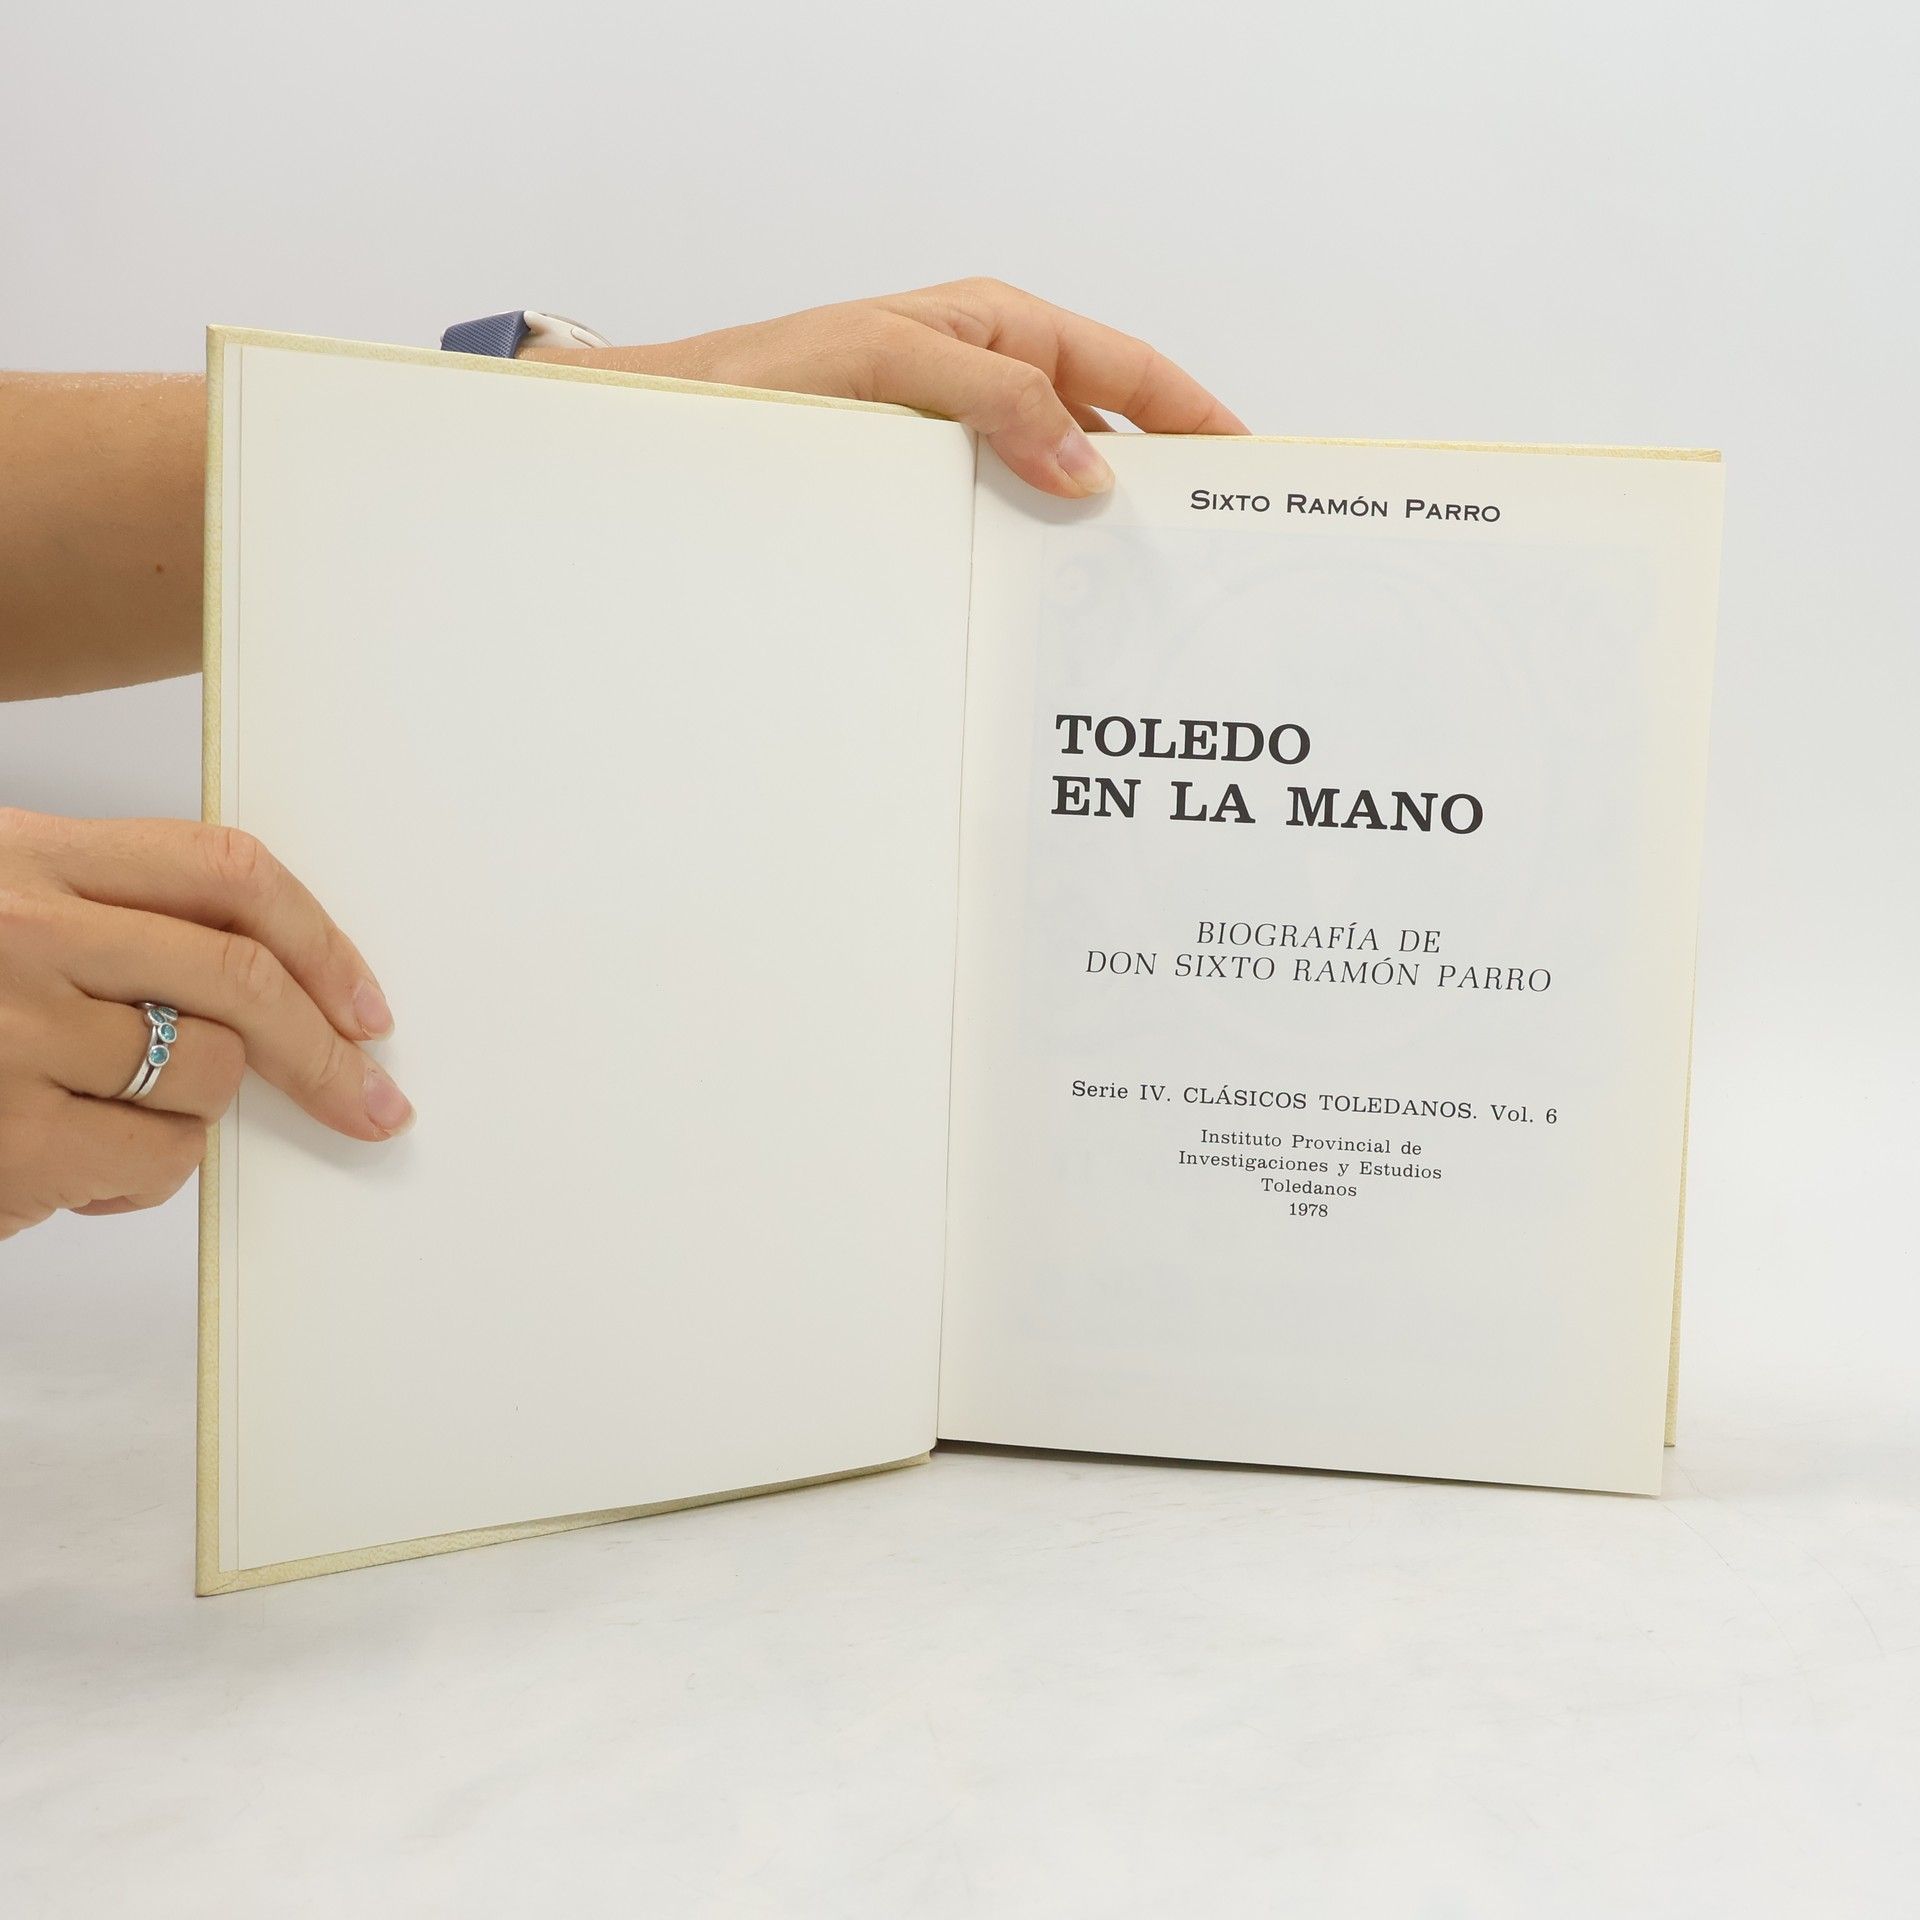 SIXTO RAMÓN PARRO
TOLEDO
EN LA MANO
BIOGRAFÍA DE
DON SIXTO RAMÓN PARRO
Serie IV. CLÁSICOS TOLEDANOS. Vol. 6
Instituto Provincial de
Investigaciones y Estudios
Toledanos
1978